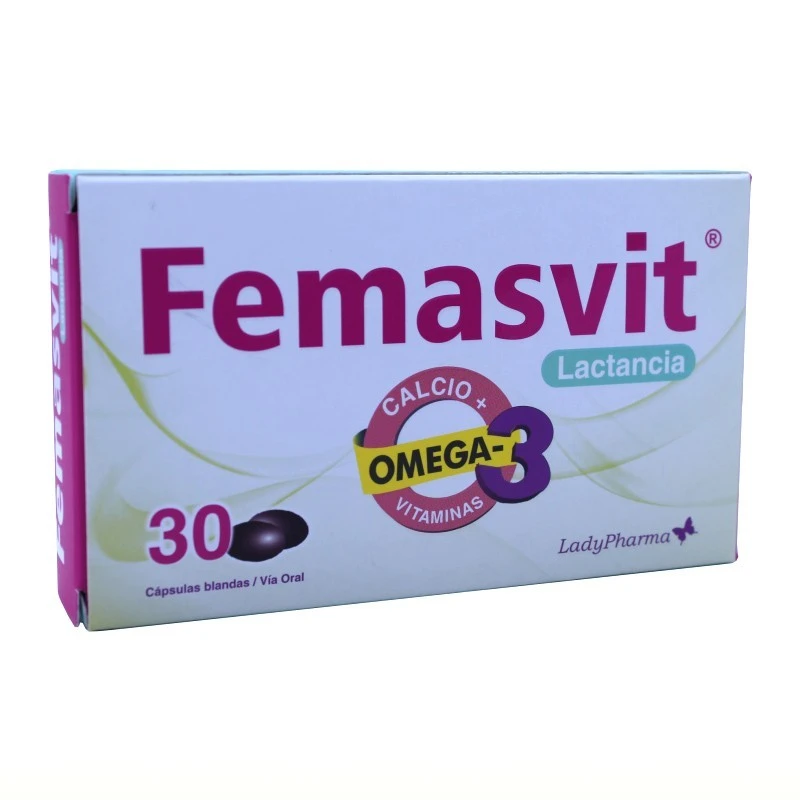 Femasvit®
Lactancia
CALCIO +
OMEGA-3
VITAMINAS
30
Cápsulas blandas / Vía Oral
LadyPharma
Femasvit